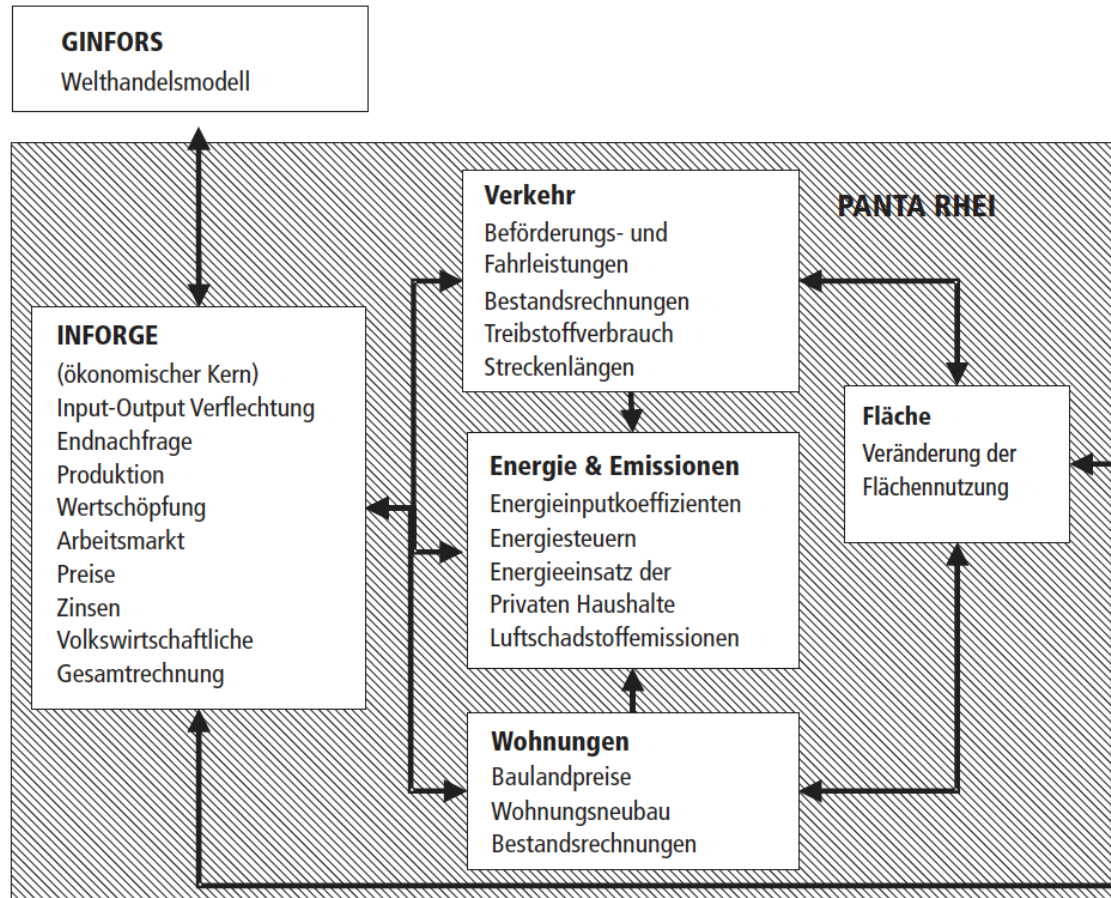 GINFORS
Welthandelsmodell
PANTA RHEI
Verkehr
Beförderungs- und
Fahrleistungen
Bestandsrechnungen
Treibstoffverbrauch
Streckenlängen
INFORGE
(ökonomischer Kern)
Input-Output Verflechtung
Endnachfrage
Produktion
Wertschöpfung
Arbeitsmarkt
Preise
Zinsen
Volkswirtschaftliche
Gesamtrechnung
Energie & Emissionen
Energieinputkoeffizienten
Energiesteuern
Energieeinsatz der
Privaten Haushalte
Luftschadstoffemissionen
Fläche
Veränderung der
Flächennutzung
Wohnungen
Baulandpreise
Wohnungsneubau
Bestandsrechnungen